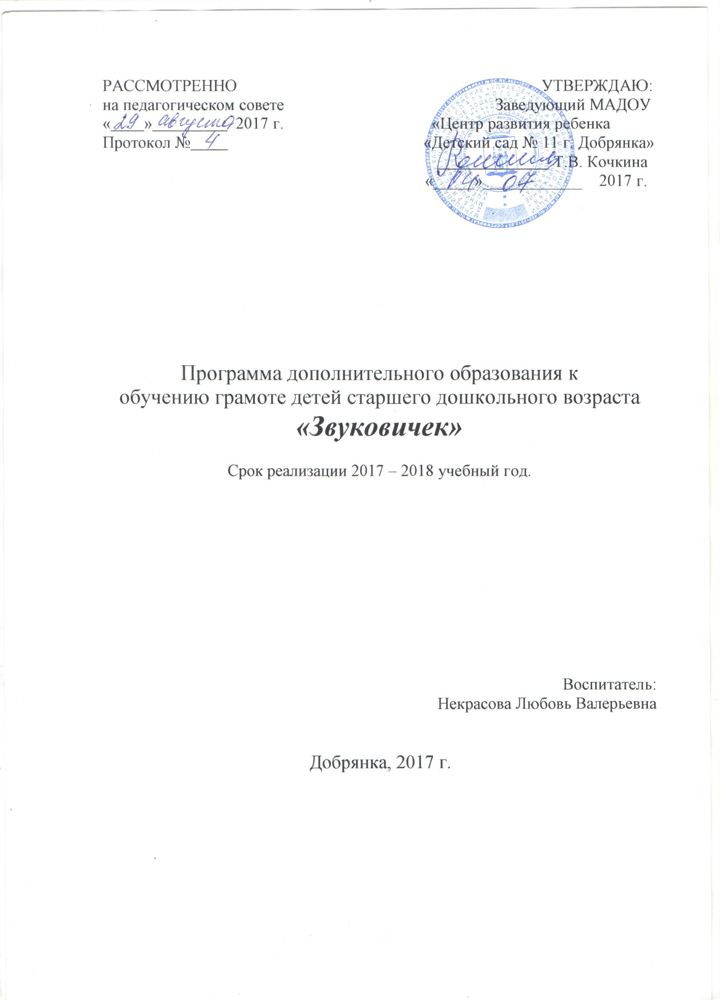 РАССМОТРЕННО
на педагогическом совете
«29» августа 2017 г.
Протокол № 4
УТВЕРЖДАЮ:
Заведующий МАДОУ
«Центр развития ребенка
«Детский сад № 11 г. Добрянка»
Т.В. Кочкина
«14» 07 2017 г.
Программа дополнительного образования к
обучению грамоте детей старшего дошкольного возраста
«Звуковичек»
Срок реализации 2017 – 2018 учебный год.
Воспитатель:
Некрасова Любовь Валерьевна
Добрянка, 2017 г.